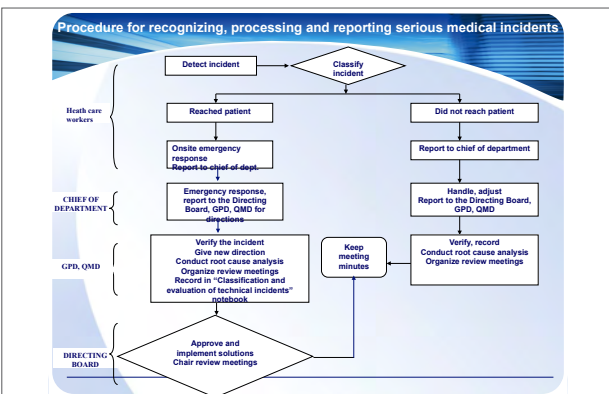 Procedure for recognizing, processing and reporting serious medical incidents
Detect incident
Classify
incident
Heath care
workers
Reached patient
Did not reach patient
Onsite emergency
response
Report to chief of dept.
Report to chief of department
CHIEF OF
DEPARTMENT
Emergency response,
report to the Directing
Board, GPD, QMD for
directions
Handle, adjust
Report to the Directing Board,
GPD, QMD
GPD, QMD
Verify the incident
Give new direction
Conduct root cause analysis
Organize review meetings
Record in “Classification and
evaluation of technical incidents”
notebook
Keep
meeting
minutes
Verify, record
Conduct root cause analysis
Organize review meetings
DIRECTING
BOARD
Approve and
implement solutions
Chair review meetings